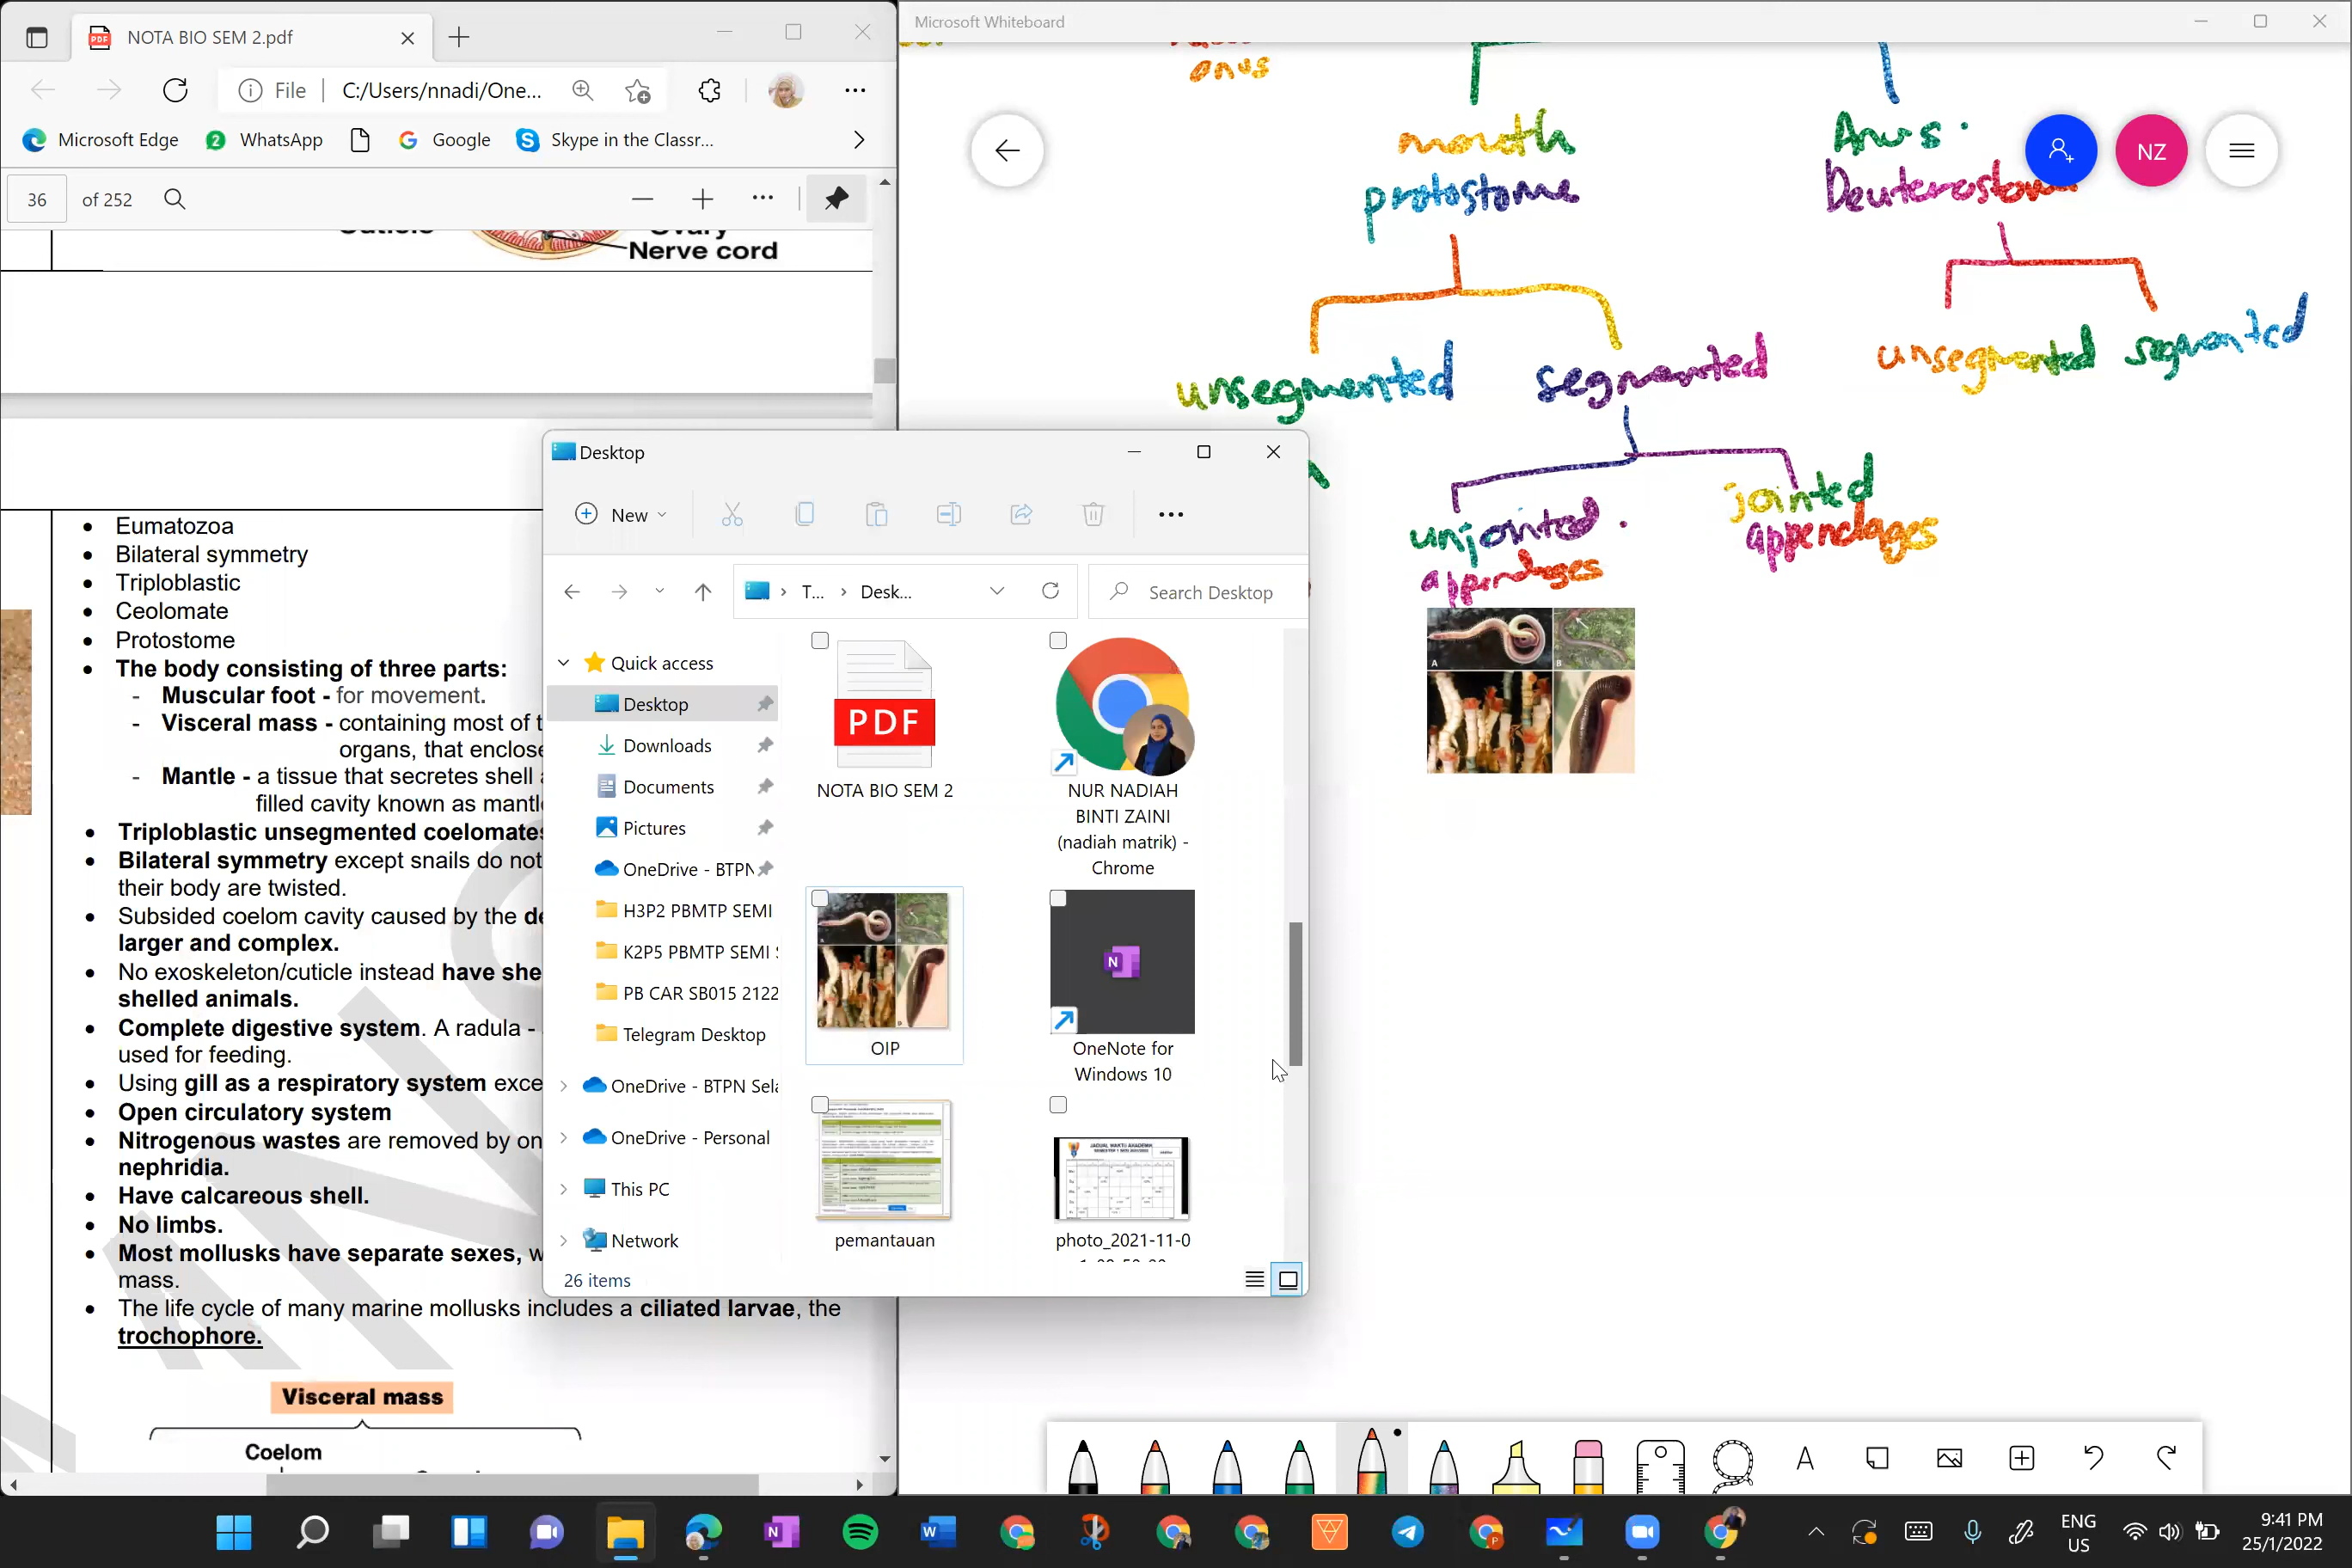 NOTA BIO SEM 2.pdf
File
C:/Users/nnadi/One...
Microsoft Edge
WhatsApp
Google
Skype in the Classr...
36 of 252
Nerve cord
Eumatozoa
Bilateral symmetry
Triploblastic
Ceolomate
Protostome
The body consisting of three parts:
- Muscular foot - for movement.
- Visceral mass - containing most of t
organs, that enclose
- Mantle - a tissue that secretes shell a
filled cavity known as mantle
Triploblastic unsegmented coelomates
Bilateral symmetry except snails do not
their body are twisted.
Subsided coelom cavity caused by the de
larger and complex.
No exoskeleton/cuticle instead have she
shelled animals.
Complete digestive system. A radula -
used for feeding.
Using gill as a respiratory system exce
Open circulatory system
Nitrogenous wastes are removed by on
nephridia.
Have calcareous shell.
No limbs.
Most mollusks have separate sexes, w
mass.
The life cycle of many marine mollusks includes a ciliated larvae, the
trochophore.
Visceral mass
Coelom
Desktop
New
T... > Desk...
Search Desktop
Quick access
Desktop
Downloads
Documents
Pictures
OneDrive - BTPN
H3P2 PBMTP SEMI
K2P5 PBMTP SEMI S
PB CAR SB015 2122
Telegram Desktop
OneDrive - BTPN Sela
OneDrive - Personal
This PC
Network
26 items
PDF
NOTA BIO SEM 2
NUR NADIAH
BINTI ZAINI
(nadiah matrik) -
Chrome
OIP
OneNote for
Windows 10
JADUAL WAKTU AKADEMIK
pemantauan
photo_2021-11-0
Microsoft Whiteboard
NZ
anus
mouth
protostome
Anus.
unsegmented
segmented
unsegmented
segmented
unjointed.
appendages
jointed
appendages
A
B
ENG
US
9:41 PM
25/1/2022